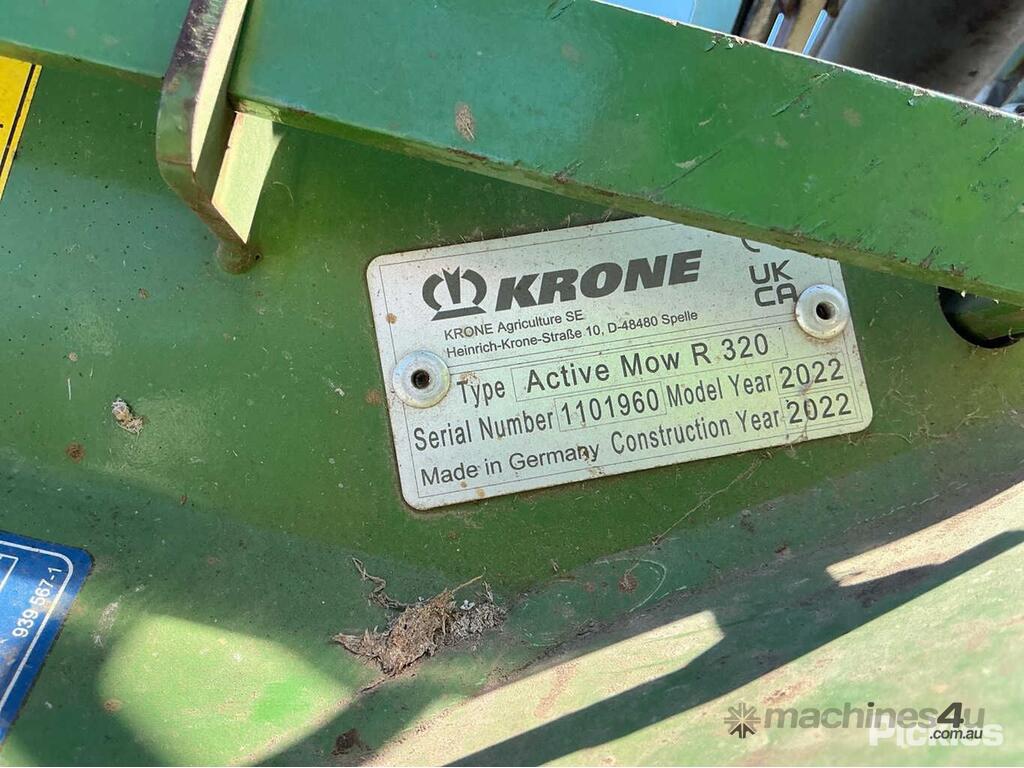 KRONE
UK
CA
KRONE Agriculture SE
Heinrich-Krone-Straße 10, D-48480 Spelle
Type Active Mow R 320
Serial Number 1101960 Model Year 2022
Made in Germany Construction Year 2022
939 567-1
machines4u
.com.au
Pickles